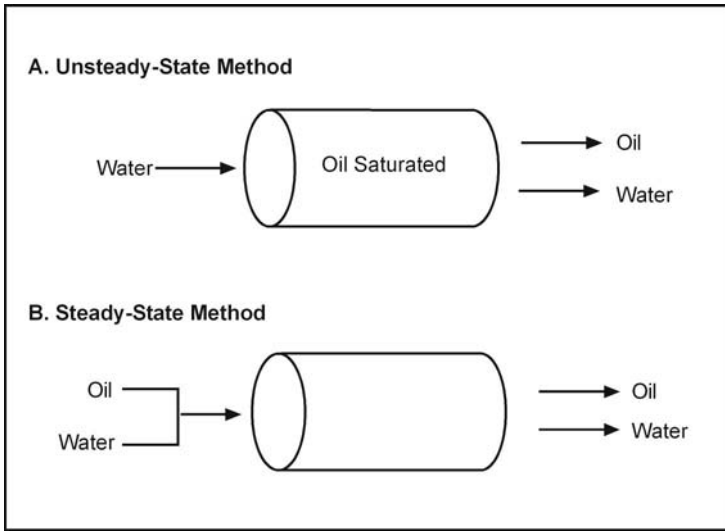 A. Unsteady-State Method
Water
Oil Saturated
Oil
Water
B. Steady-State Method
Oil
Water
Oil
Water